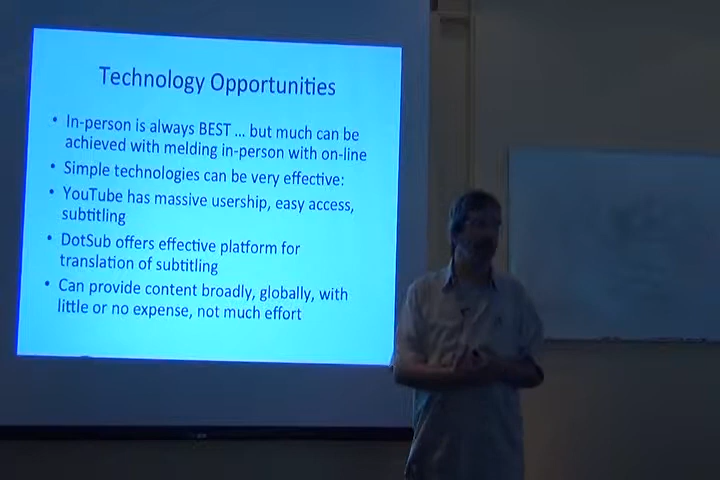 Technology Opportunities
• In-person is always BEST ... but much can be
achieved with melding in-person with on-line
• Simple technologies can be very effective:
• YouTube has massive usership, easy access,
subtitling
• DotSub offers effective platform for
translation of subtitling
• Can provide content broadly, globally, with
little or no expense, not much effort